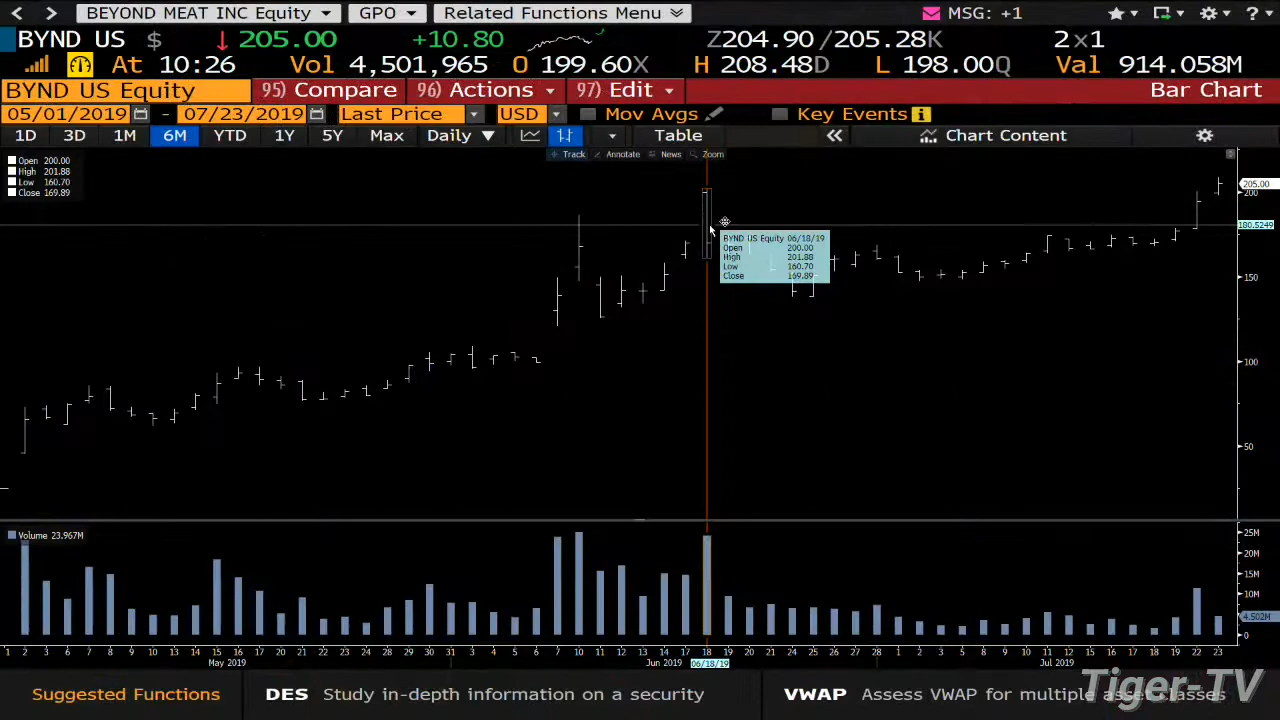 BEYOND MEAT INC Equity GPO Related Functions Menu MSG: +1 ?
BYND US $ ↓ 205.00 +10.80 Z204.90 /205.28K 2×1
At 10:26 Vol 4,501,965 O 199.60X H 208.48D L 198.00Q Val 914.058M
BYND US Equity 95) Compare 96) Actions 97) Edit Bar Chart
05/01/2019 - 07/23/2019 Last Price USD Mov Avgs Key Events i
1D 3D 1M 6M YTD 1Y 5Y Max Daily ▼ Table « Chart Content
Track Annotate News Zoom
Open 200.00
High 201.88
Low 160.70
Close 169.89
205.00
200
180.5249
BYND US Equity 06/18/19
Open 200.00
High 201.88
Low 160.70
Close 169.89
150
100
50
Volume 23.967M
25M
20M
10M
4.502M
0
1 2 3 6 7 8 9 10 13 14 15 16 17 20 21 22 23 24 28 29 30 31 3 4 5 6 7 10 11 12 13 14 17 18 19 20 21 24 25 26 27 28 1 2 3 5 8 9 10 11 12 15 16 17 18 19 22 23
May 2019 Jun 2019 06/18/19 Jul 2019
Suggested Functions DES Study in-depth information on a security VWAP Assess VWAP for multiple asset classes
Tiger-TV